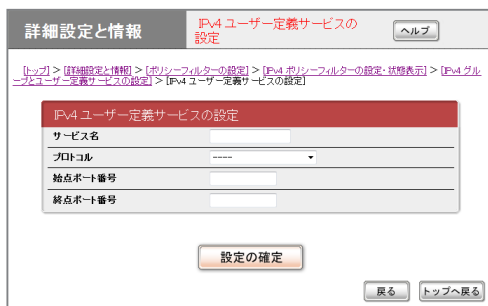 詳細設定と情報
IPv4 ユーザー定義サービスの
設定
ヘルプ
[トップ] > [詳細設定と情報] > [ポリシーフィルターの設定] > [IPv4 ポリシーフィルターの設定・状態表示] > [IPv4 グル
ープとユーザー定義サービスの設定] > [IPv4 ユーザー定義サービスの設定]
IPv4 ユーザー定義サービスの設定
サービス名
プロトコル
----
始点ポート番号
終点ポート番号
設定の確定
戻る
トップへ戻る